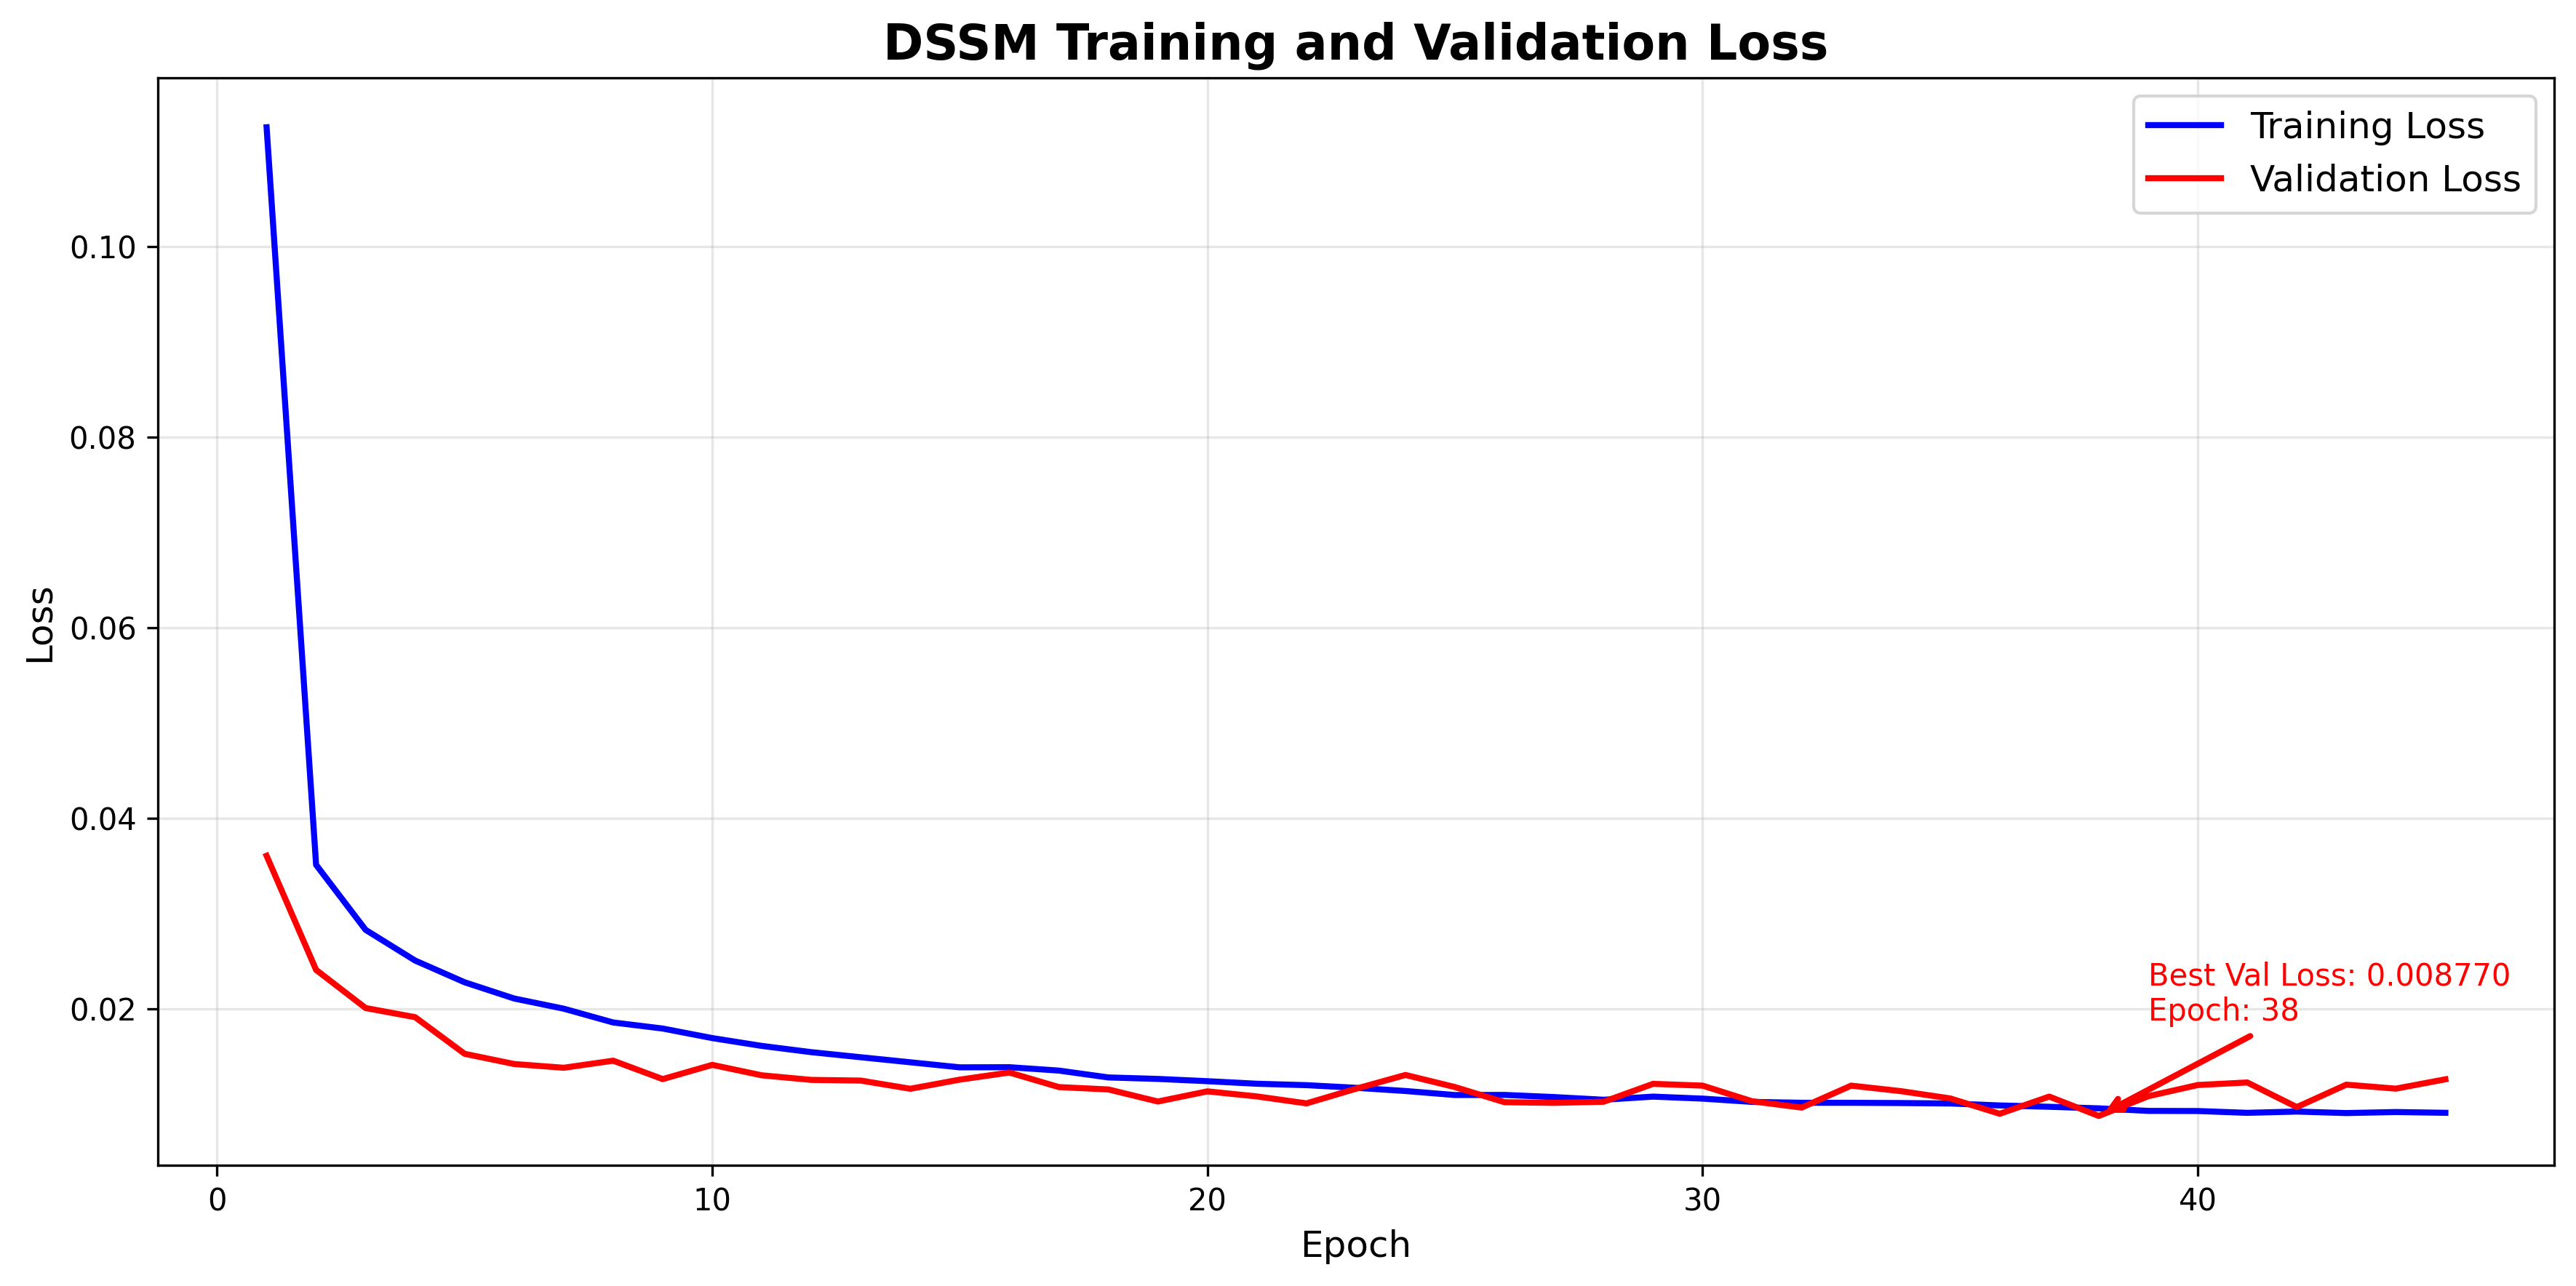 DSSM Training and Validation Loss
Training Loss
Validation Loss
0.10
0.08
0.06
0.04
0.02
Loss
Best Val Loss: 0.008770
Epoch: 38
0
10
20
30
40
Epoch